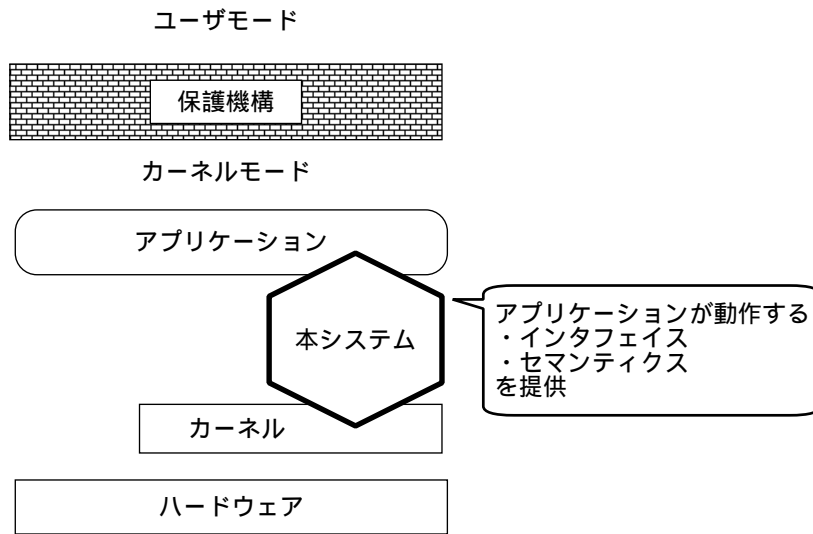 ユーザモード
保護機構
カーネルモード
アプリケーション
本システム
アプリケーションが動作する
・インタフェイス
・セマンティクス
を提供
カーネル
ハードウェア